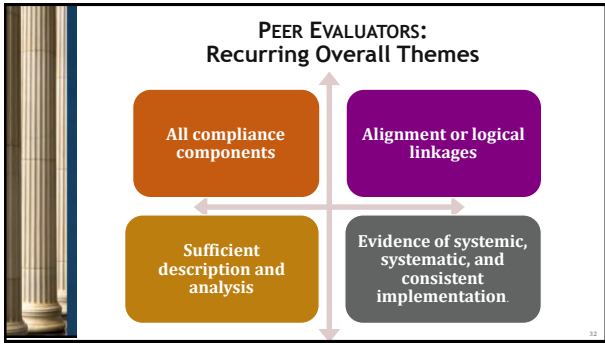 PEER EVALUATORS:
Recurring Overall Themes
All compliance
components
Alignment or logical
linkages
Sufficient
description and
analysis
Evidence of systemic,
systematic, and
consistent
implementation.
32